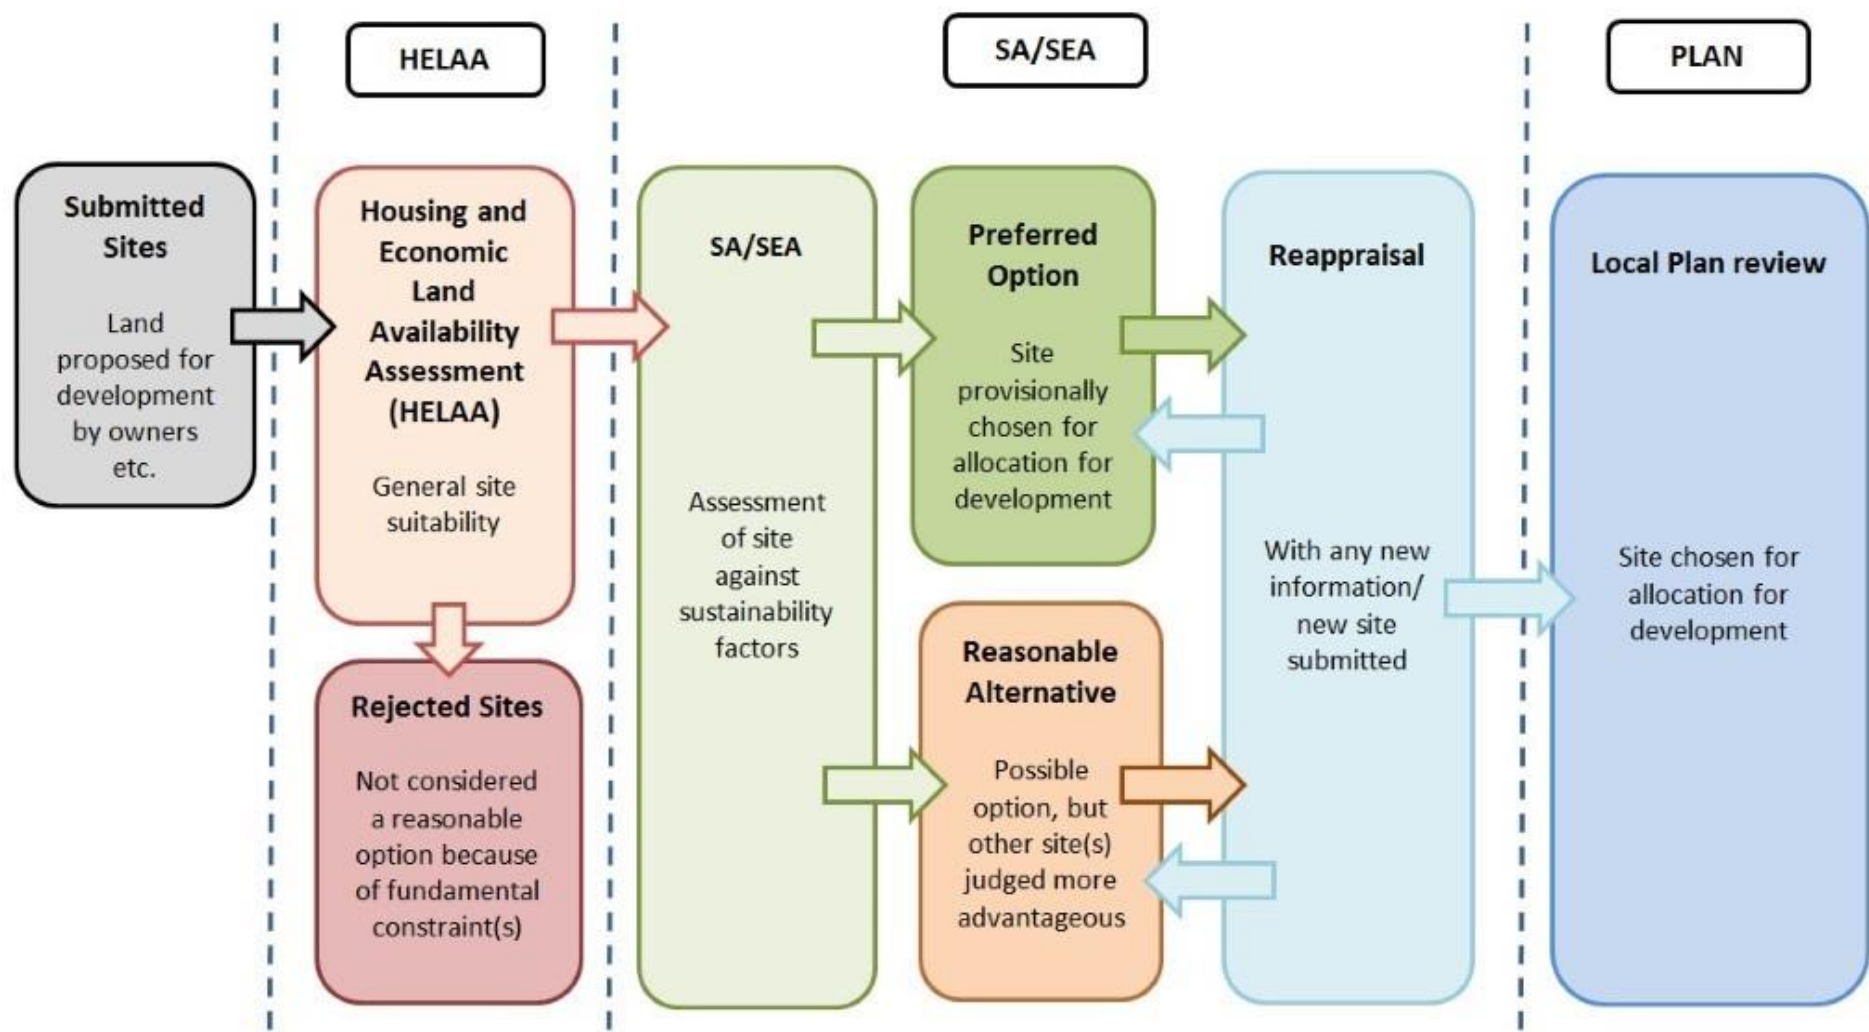 HELAA
SA/SEA
PLAN
Submitted
Sites
Land
proposed for
development
by owners
etc.
Housing and
Economic
Land
Availability
Assessment
(HELAA)
General site
suitability
Rejected Sites
Not considered
a reasonable
option because
of fundamental
constraint(s)
SA/SEA
Assessment
of site
against
sustainability
factors
Preferred
Option
Site
provisionally
chosen for
allocation for
development
Reasonable
Alternative
Possible
option, but
other site(s)
judged more
advantageous
Reappraisal
With any new
information/
new site
submitted
Local Plan review
Site chosen for
allocation for
development